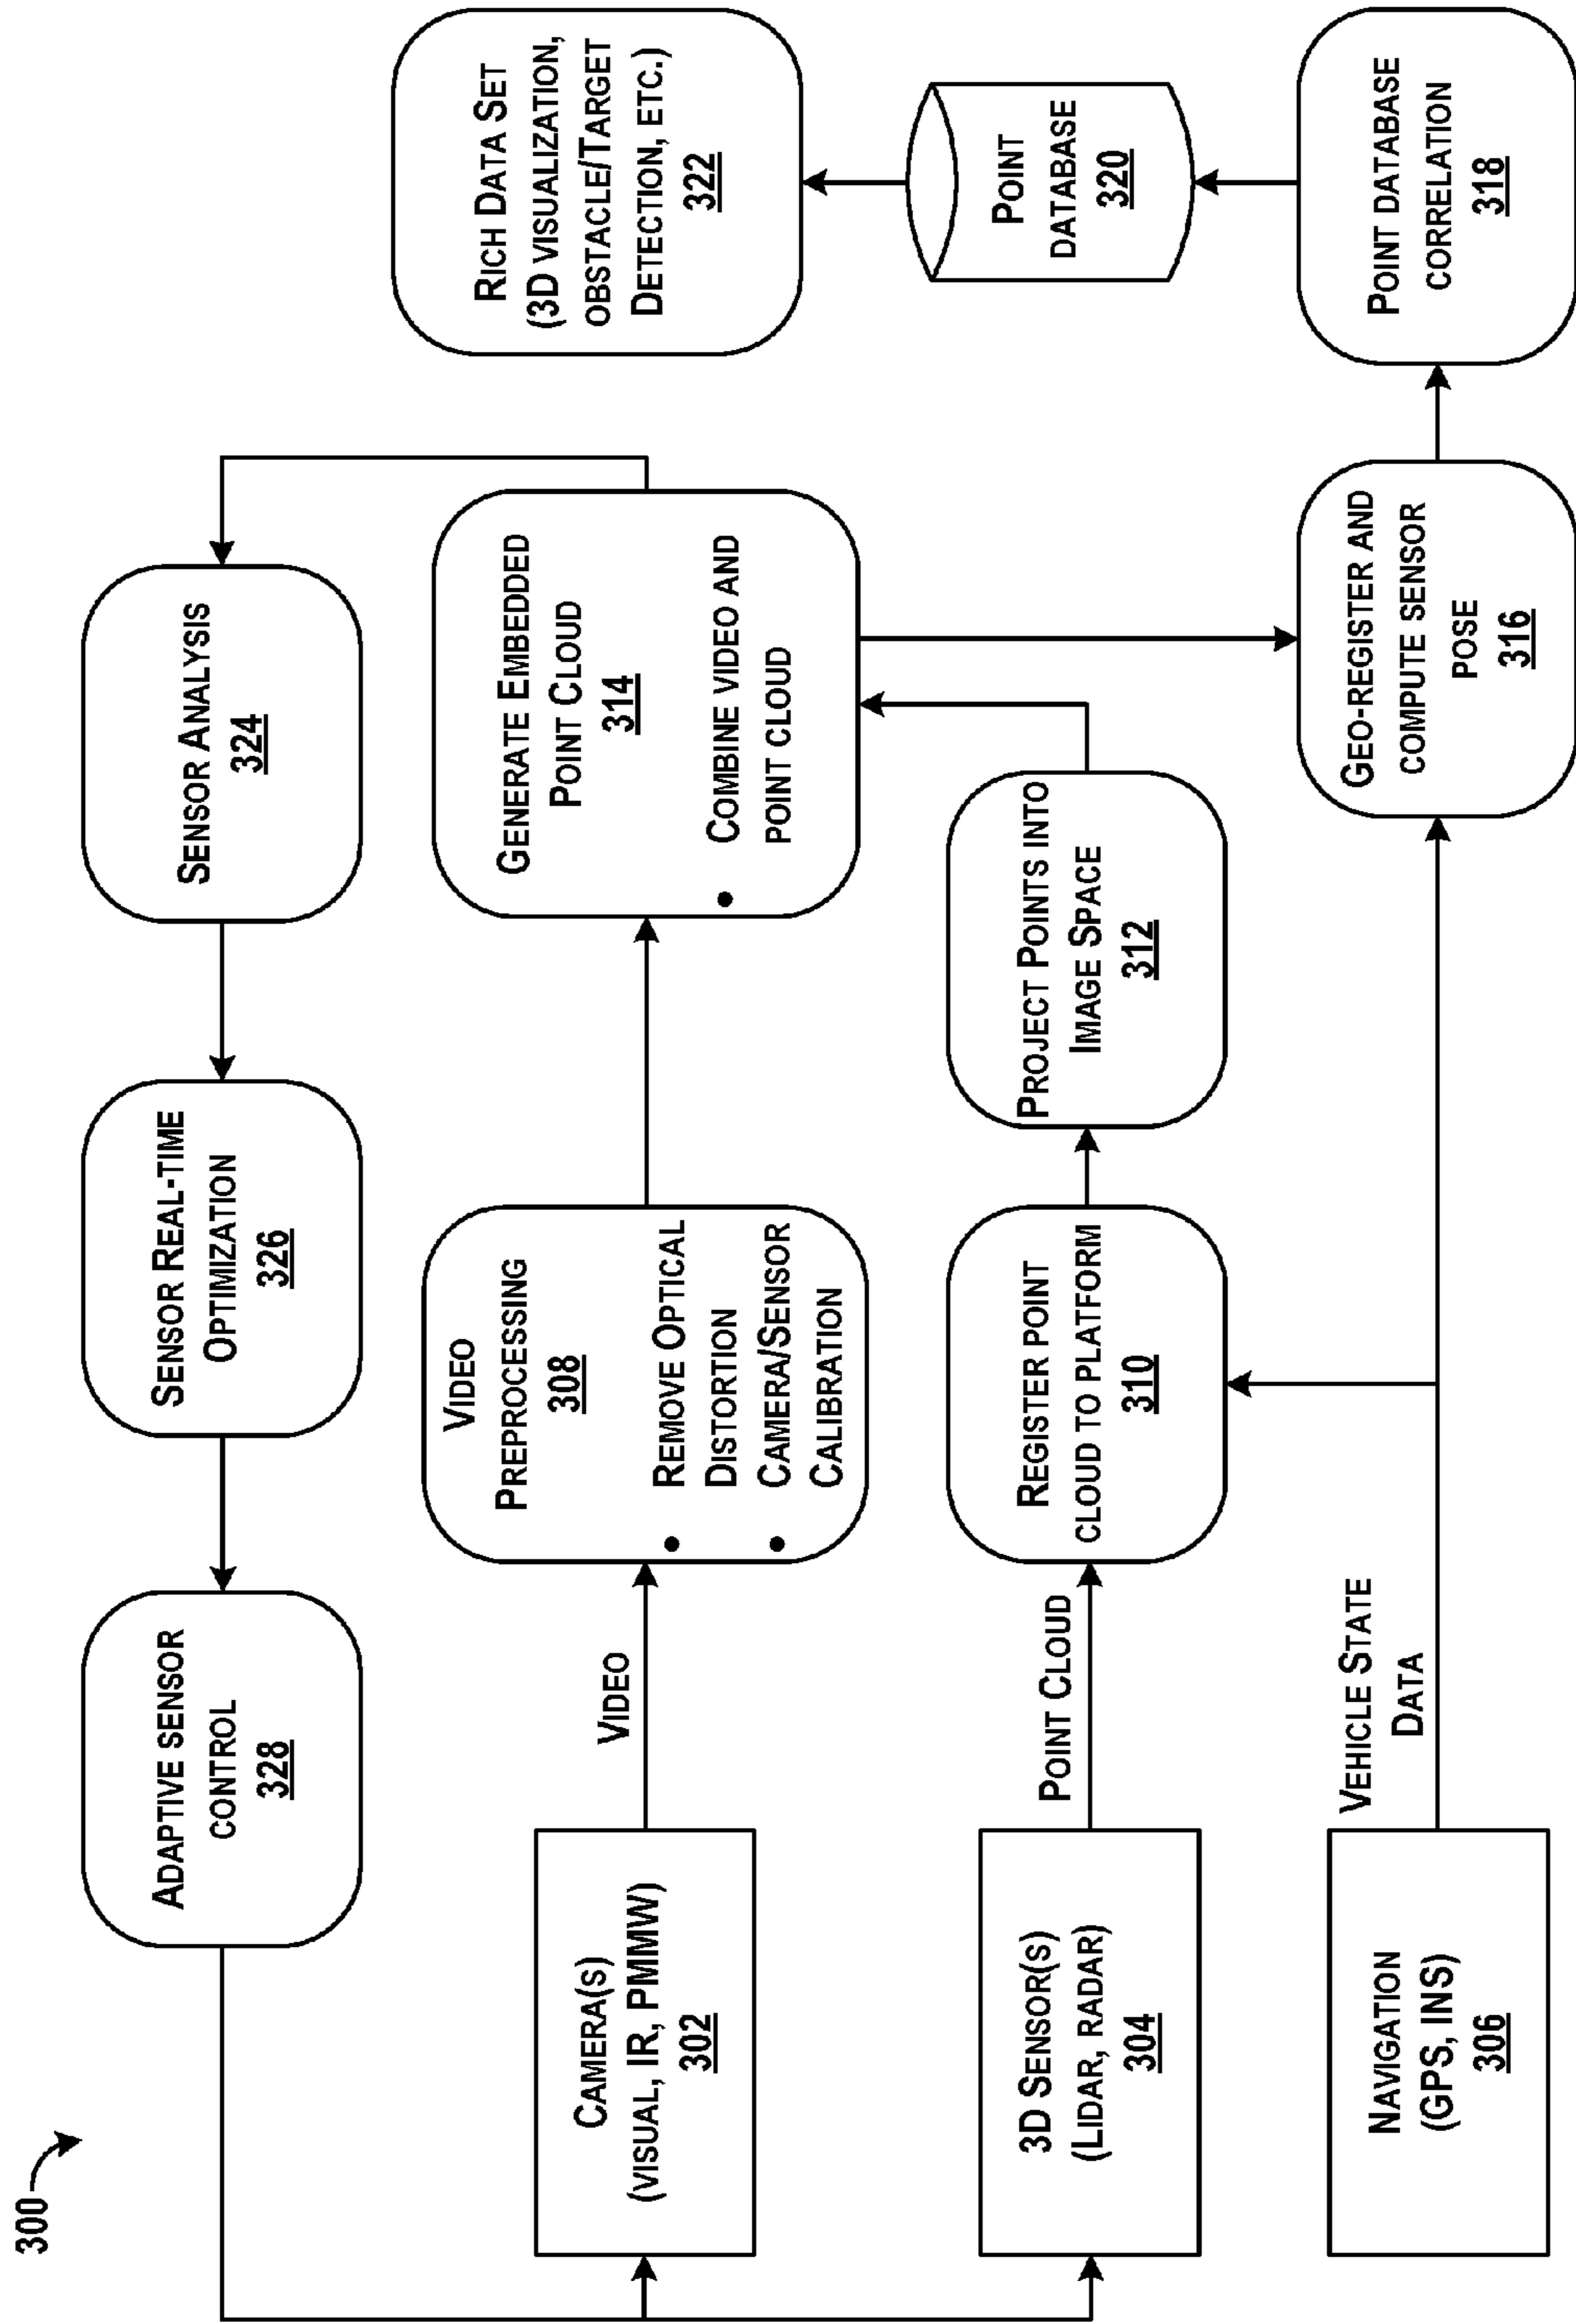 300
ADAPTIVE SENSOR
CONTROL
328
SENSOR REAL-TIME
OPTIMIZATION
326
SENSOR ANALYSIS
324
CAMERA(S)
(VISUAL, IR, PMMW)
302
VIDEO
VIDEO
PREPROCESSING
308
• REMOVE OPTICAL
DISTORTION
• CAMERA/SENSOR
CALIBRATION
GENERATE EMBEDDED
POINT CLOUD
314
• COMBINE VIDEO AND
POINT CLOUD
RICH DATA SET
(3D VISUALIZATION,
OBSTACLE/TARGET
DETECTION, ETC.)
322
3D SENSOR(S)
(LIDAR, RADAR)
304
POINT CLOUD
REGISTER POINT
CLOUD TO PLATFORM
310
PROJECT POINTS INTO
IMAGE SPACE
312
POINT
DATABASE
320
NAVIGATION
(GPS, INS)
306
VEHICLE STATE
DATA
GEO-REGISTER AND
COMPUTE SENSOR
POSE
316
POINT DATABASE
CORRELATION
318